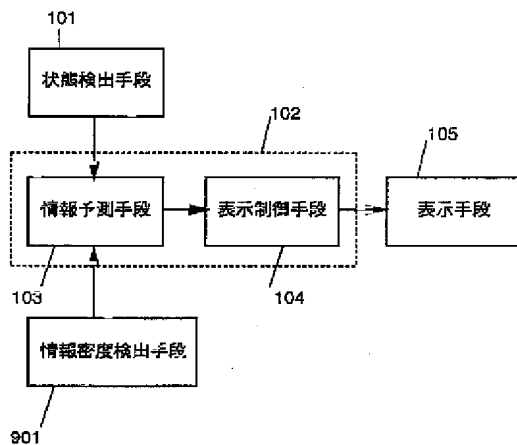 101
状態検出手段
102
105
情報予測手段
表示制御手段
表示手段
103
104
情報密度検出手段
901